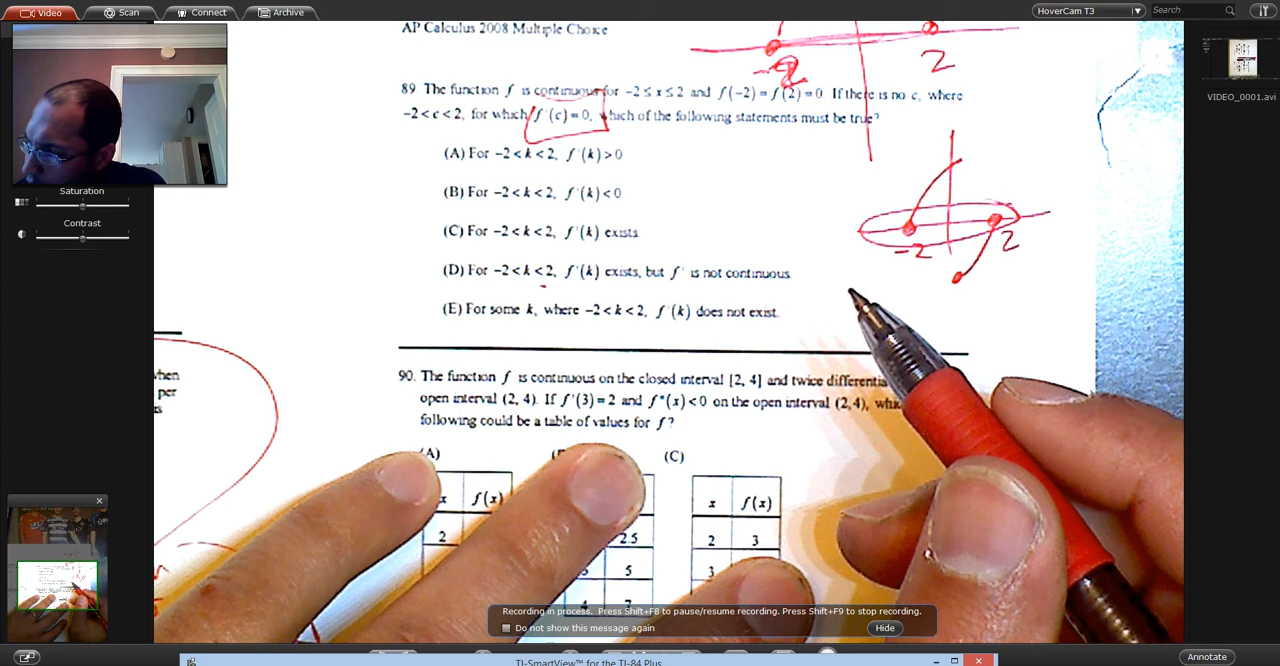 Video
Scan
Connect
Archive
HoverCam T3
Search
AP Calculus 2008 Multiple Choice
-2
2
89 The function f is continuous for -2 ≤ x ≤ 2 and f(-2) = f(2) = 0. If there is no c, where
-2 < c < 2, for which f'(c) = 0, which of the following statements must be true?
(A) For -2 < k < 2, f'(k) > 0
(B) For -2 < k < 2, f'(k) < 0
(C) For -2 < k < 2, f'(k) exists.
(D) For -2 < k < 2, f'(k) exists, but f' is not continuous.
(E) For some k, where -2 < k < 2, f'(k) does not exist.
-2
2
Saturation
Contrast
VIDEO_0001.avi
when
per
90. The function f is continuous on the closed interval [2, 4] and twice
open interval (2, 4). If f'(3) = 2 and f"(x) < 0 on the open interval (2, 4),
following could be a table of values for f?
(A)
(C)
x f(x)
x f(x)
2
2.5
2 3
5
3
Recording in process. Press Shift+F8 to pause/resume recording. Press Shift+F9 to stop recording.
Do not show this message again
Hide
Annotate
TI-SmartView™ for the TI-84 Plus